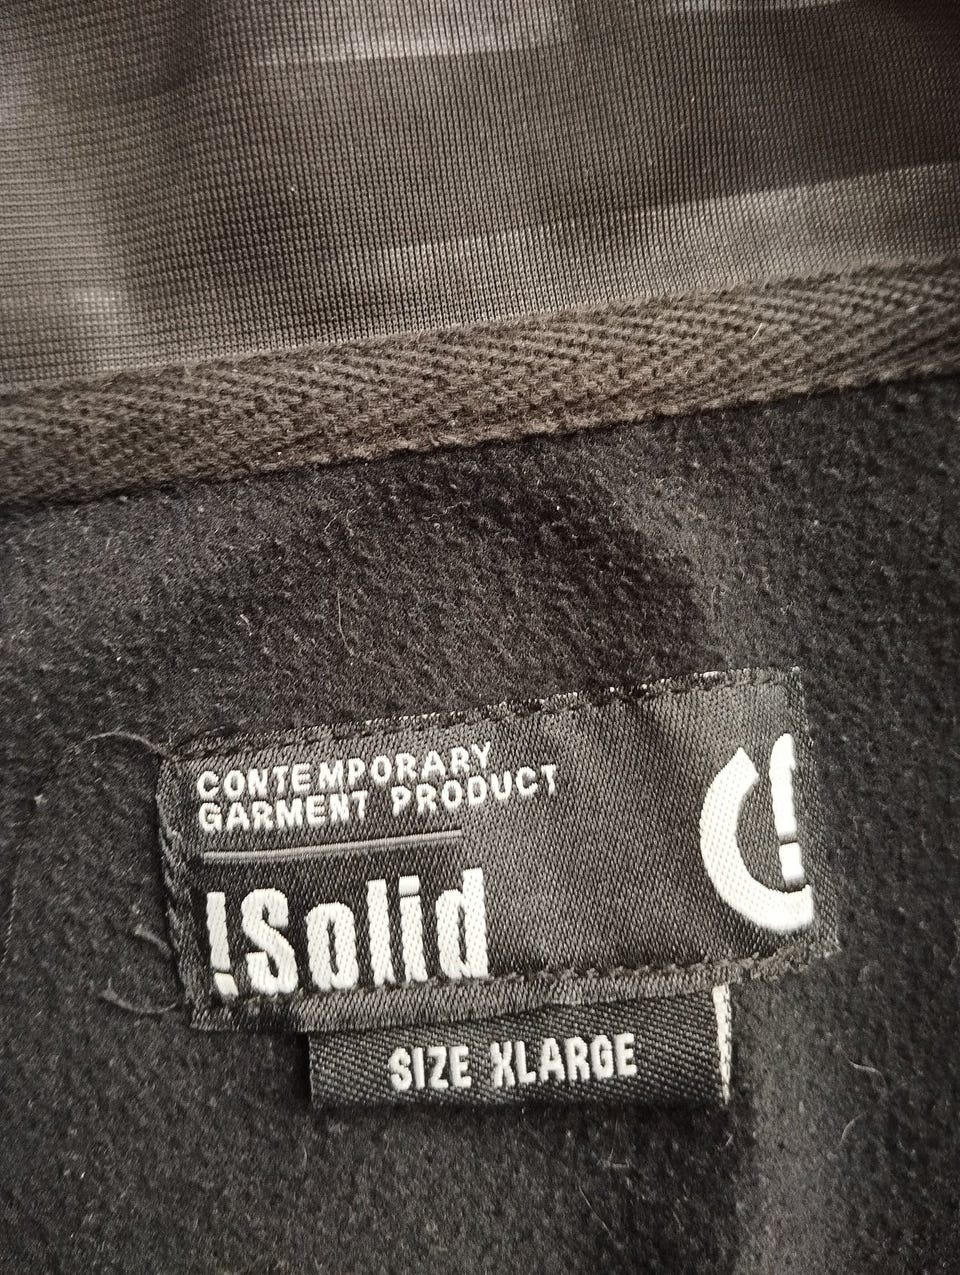 CONTEMPORARY
GARMENT PRODUCT
!Solid
SIZE XLARGE